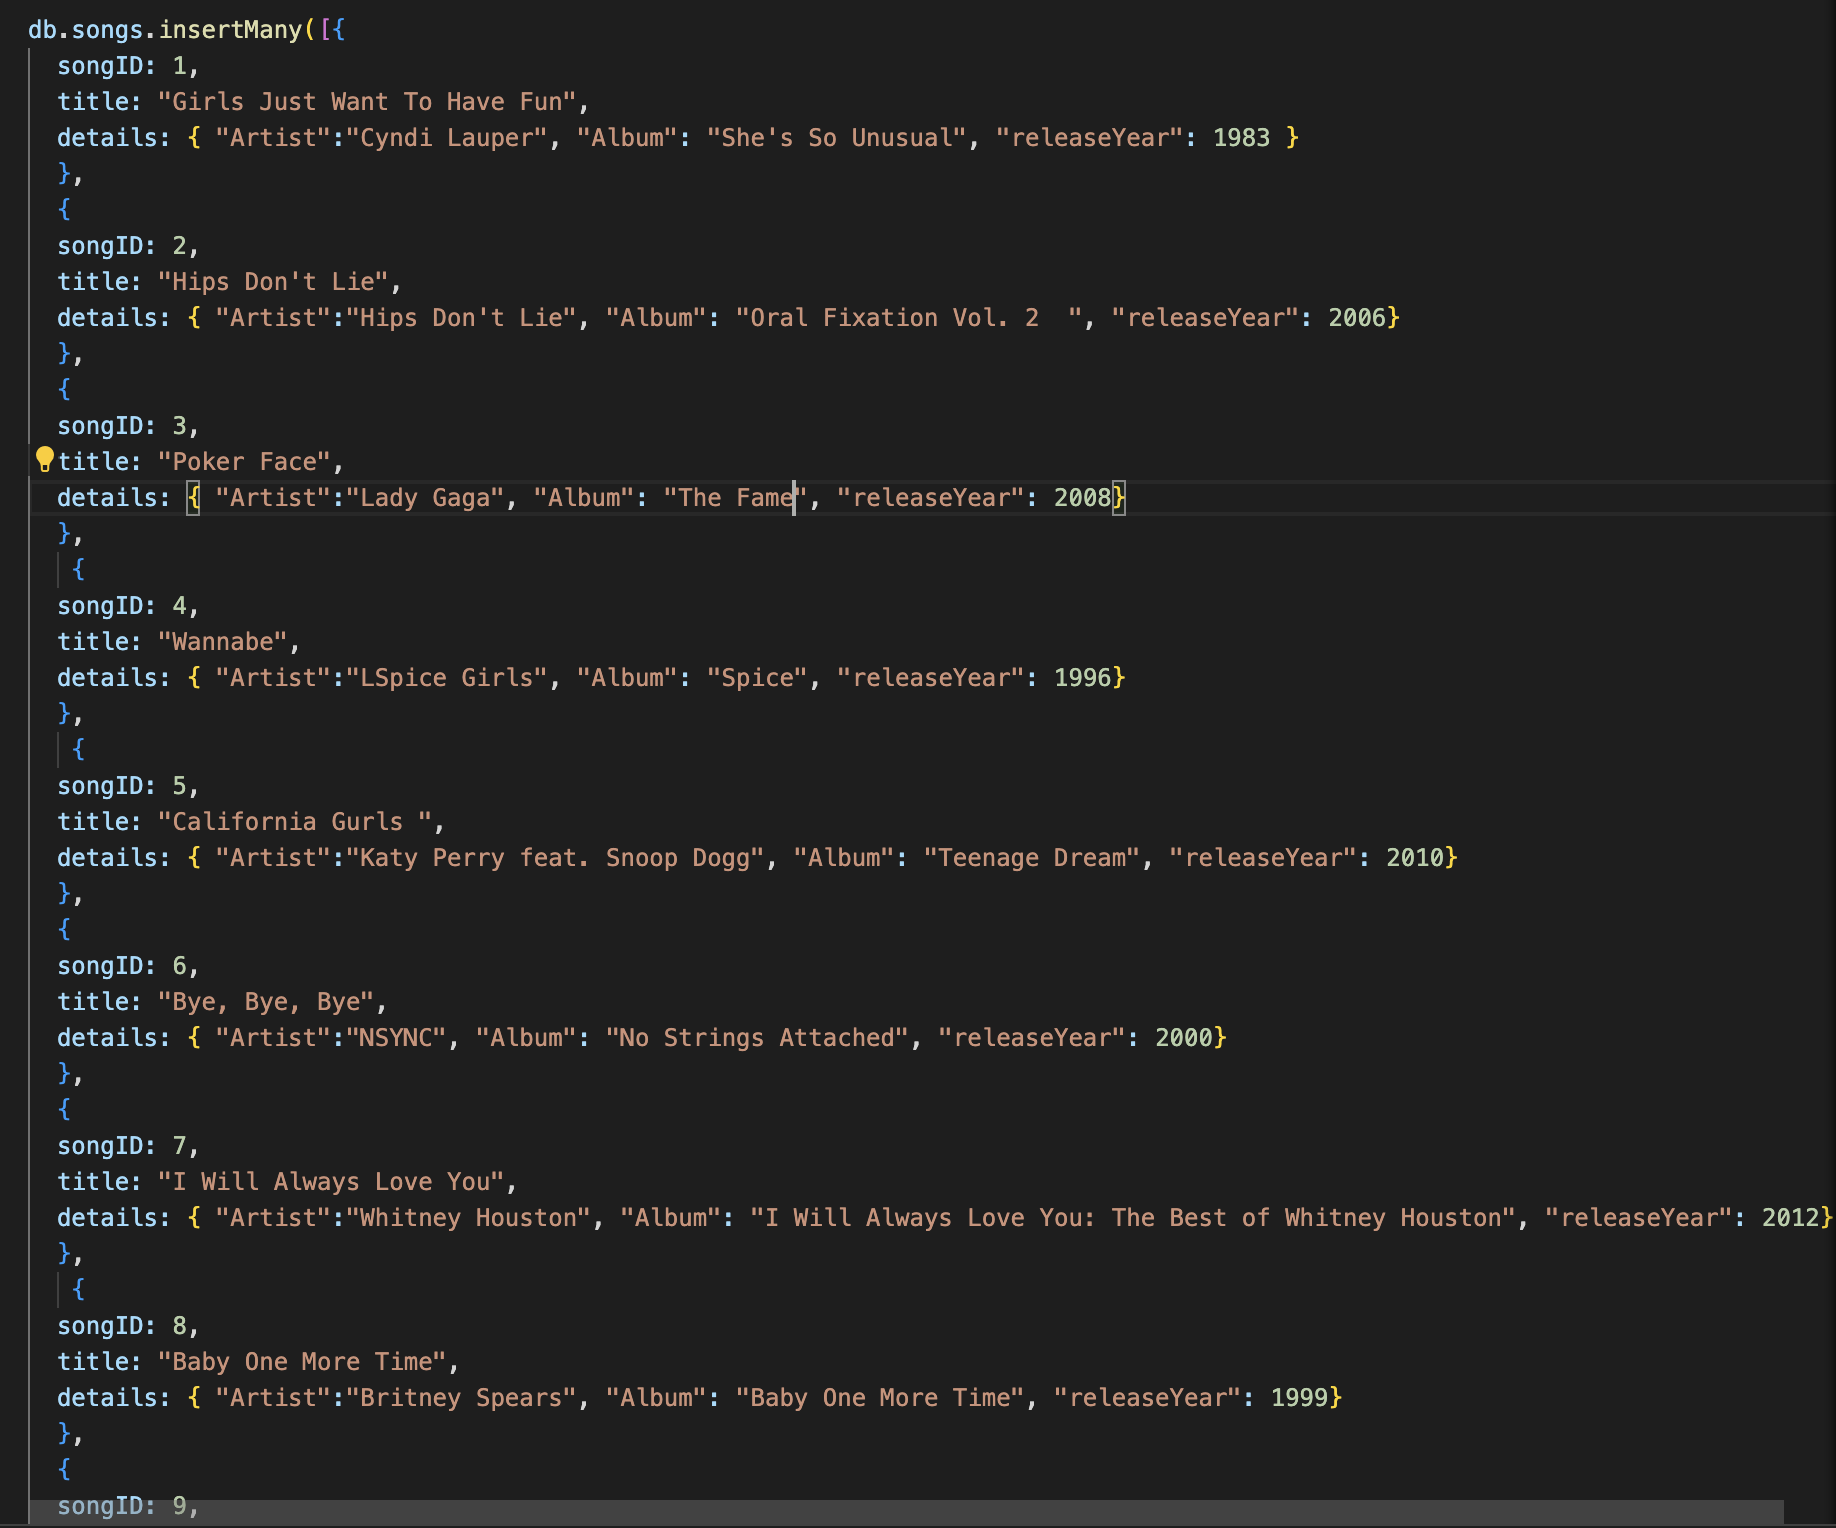 db.songs.insertMany([{
songID: 1,
title: "Girls Just Want To Have Fun",
details: { "Artist":"Cyndi Lauper", "Album": "She's So Unusual", "releaseYear": 1983 }
},
{
songID: 2,
title: "Hips Don't Lie",
details: { "Artist":"Hips Don't Lie", "Album": "Oral Fixation Vol. 2  ", "releaseYear": 2006}
},
{
songID: 3,
title: "Poker Face",
details: { "Artist":"Lady Gaga", "Album": "The Fame", "releaseYear": 2008}
},
{
songID: 4,
title: "Wannabe",
details: { "Artist":"LSpice Girls", "Album": "Spice", "releaseYear": 1996}
},
{
songID: 5,
title: "California Gurls ",
details: { "Artist":"Katy Perry feat. Snoop Dogg", "Album": "Teenage Dream", "releaseYear": 2010}
},
{
songID: 6,
title: "Bye, Bye, Bye",
details: { "Artist":"NSYNC", "Album": "No Strings Attached", "releaseYear": 2000}
},
{
songID: 7,
title: "I Will Always Love You",
details: { "Artist":"Whitney Houston", "Album": "I Will Always Love You: The Best of Whitney Houston", "releaseYear": 2012}
},
{
songID: 8,
title: "Baby One More Time",
details: { "Artist":"Britney Spears", "Album": "Baby One More Time", "releaseYear": 1999}
},
{
songID: 9,